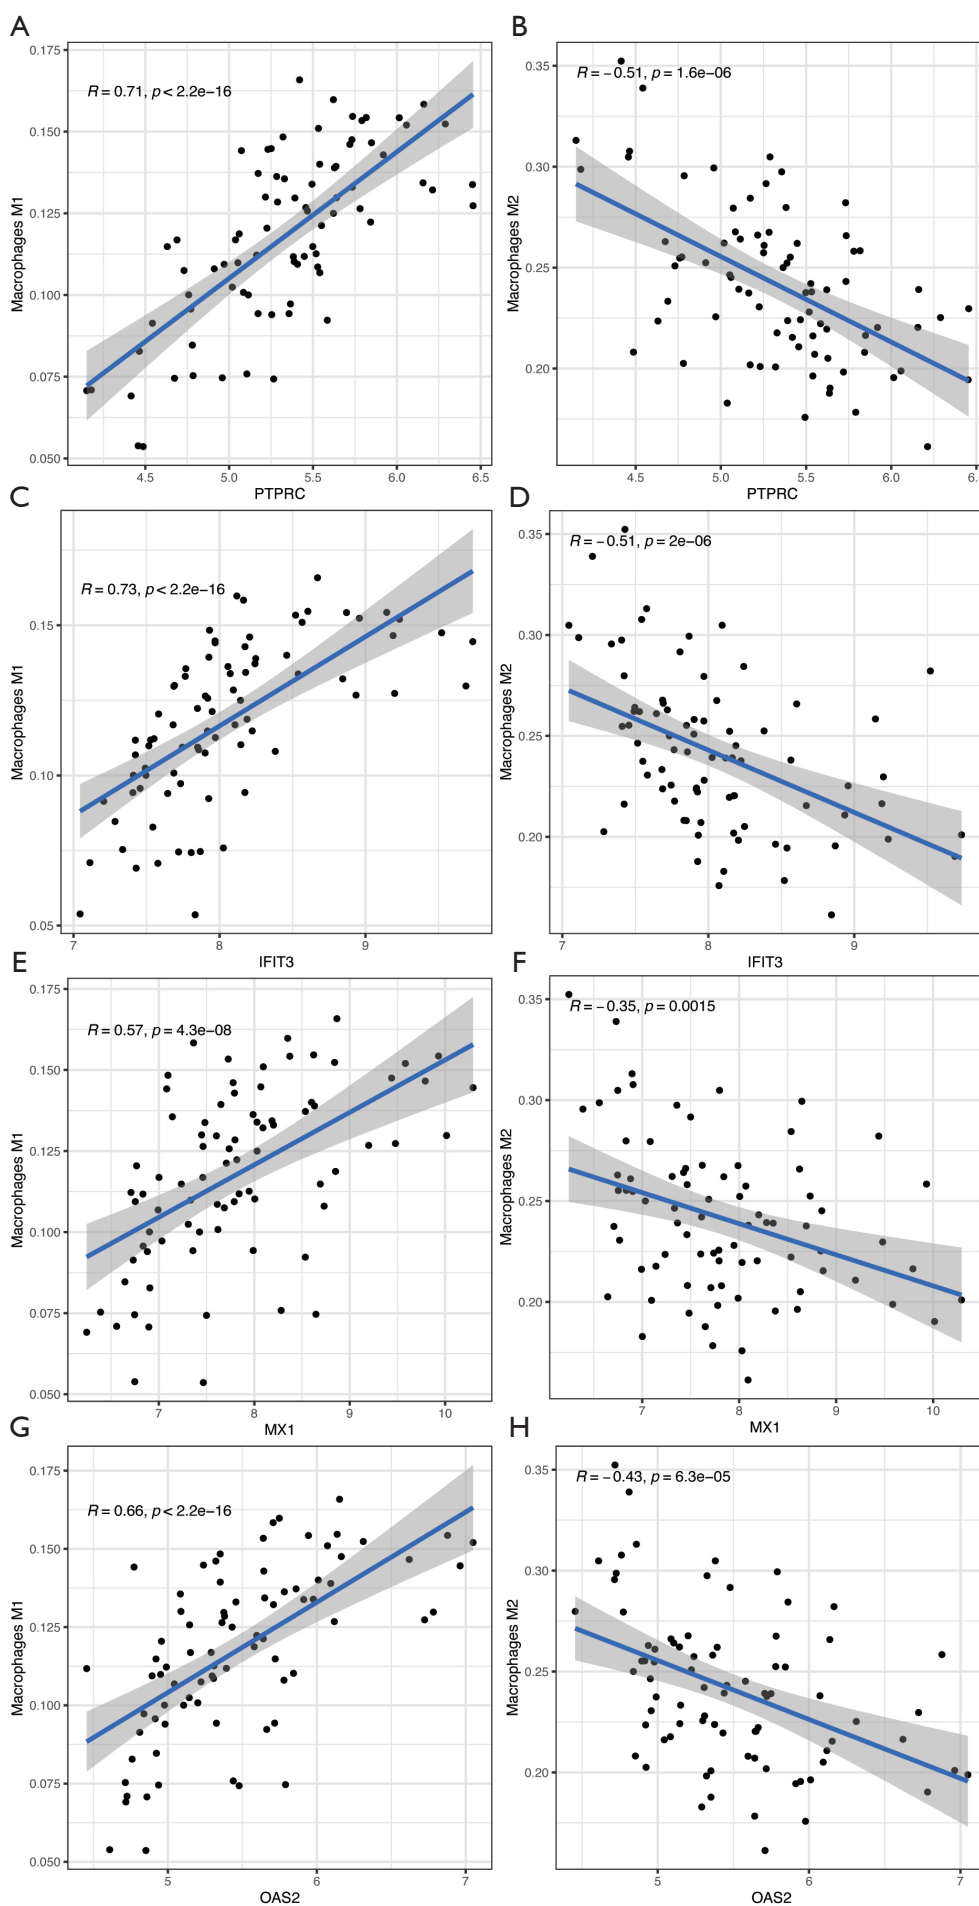 A
B
0.175
0.150
0.125
0.100
0.075
0.050
Macrophages M1
R = 0.71, p < 2.2e−16
4.5 5.0 5.5 6.0 6.5
PTPRC
0.35
0.30
0.25
0.20
Macrophages M2
R = −0.51, p = 1.6e−06
4.5 5.0 5.5 6.0 6.
PTPRC
C
D
0.15
0.10
0.05
Macrophages M1
R = 0.73, p < 2.2e−16
7 8 9
IFIT3
0.35
0.30
0.25
0.20
Macrophages M2
R = −0.51, p = 2e−06
7 8 9
IFIT3
E
F
0.175
0.150
0.125
0.100
0.075
0.050
Macrophages M1
R = 0.57, p = 4.3e−08
7 8 9 10
MX1
0.35
0.30
0.25
0.20
Macrophages M2
R = −0.35, p = 0.0015
7 8 9 10
MX1
G
H
0.175
0.150
0.125
0.100
0.075
0.050
Macrophages M1
R = 0.66, p < 2.2e−16
5 6 7
OAS2
0.35
0.30
0.25
0.20
Macrophages M2
R = −0.43, p = 6.3e−05
5 6 7
OAS2